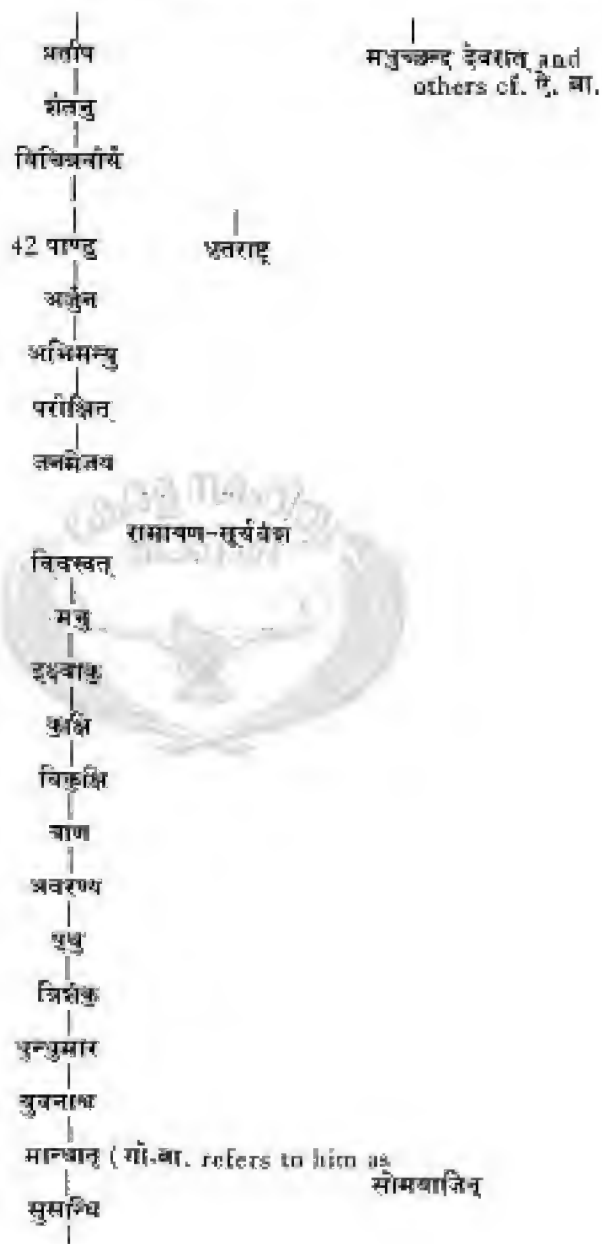 प्रतीप
मधुच्छन्द देवरात and
others cf. ऐ. ब्रा.
शंतनु
विचित्रवीर्य
42 पाण्डु धृतराष्ट्र
अर्जुन
अभिमन्यु
परीक्षित्
जनमेजय
रामायण-सूर्यवंश
विवस्वत्
मनु
इक्ष्वाकु
कुक्षि
विकुक्षि
बाण
अनरण्य
पृथु
त्रिशंकु
धुन्धुमार
युवनाश्व
मान्धातृ ( गो.ब्रा. refers to him as
सोमयाजिन्
सुसन्धि